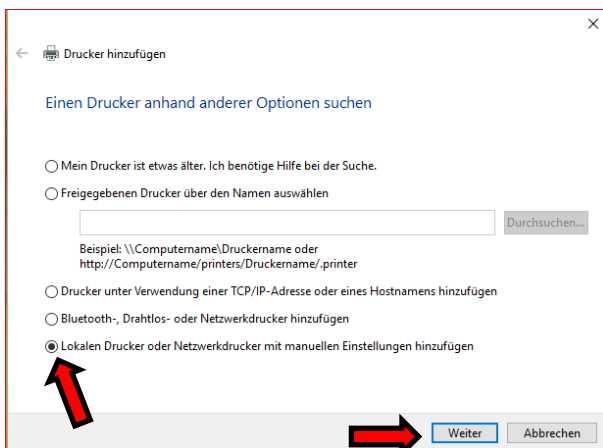 Drucker hinzufügen
Einen Drucker anhand anderer Optionen suchen
Mein Drucker ist etwas älter. Ich benötige Hilfe bei der Suche.
Freigegebenen Drucker über den Namen auswählen
Durchsuchen...
Beispiel: \\Computername\Druckername oder
http://Computername/printers/Druckername/.printer
Drucker unter Verwendung einer TCP/IP-Adresse oder eines Hostnamens hinzufügen
Bluetooth-, Drahtlos- oder Netzwerkdrucker hinzufügen
Lokalen Drucker oder Netzwerkdrucker mit manuellen Einstellungen hinzufügen
Weiter Abbrechen